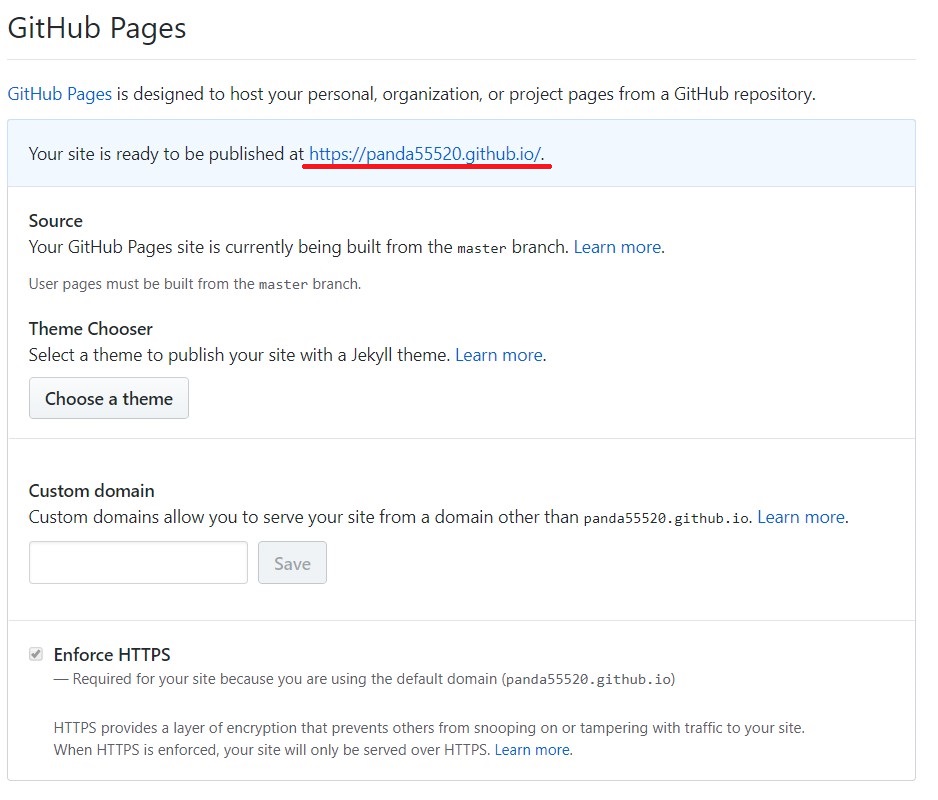 GitHub Pages
GitHub Pages is designed to host your personal, organization, or project pages from a GitHub repository.
Your site is ready to be published at https://panda55520.github.io/.
Source
Your GitHub Pages site is currently being built from the master branch. Learn more.
User pages must be built from the master branch.
Theme Chooser
Select a theme to publish your site with a Jekyll theme. Learn more.
Choose a theme
Custom domain
Custom domains allow you to serve your site from a domain other than panda55520.github.io. Learn more.
Save
Enforce HTTPS
— Required for your site because you are using the default domain (panda55520.github.io)
HTTPS provides a layer of encryption that prevents others from snooping on or tampering with traffic to your site.
When HTTPS is enforced, your site will only be served over HTTPS. Learn more.